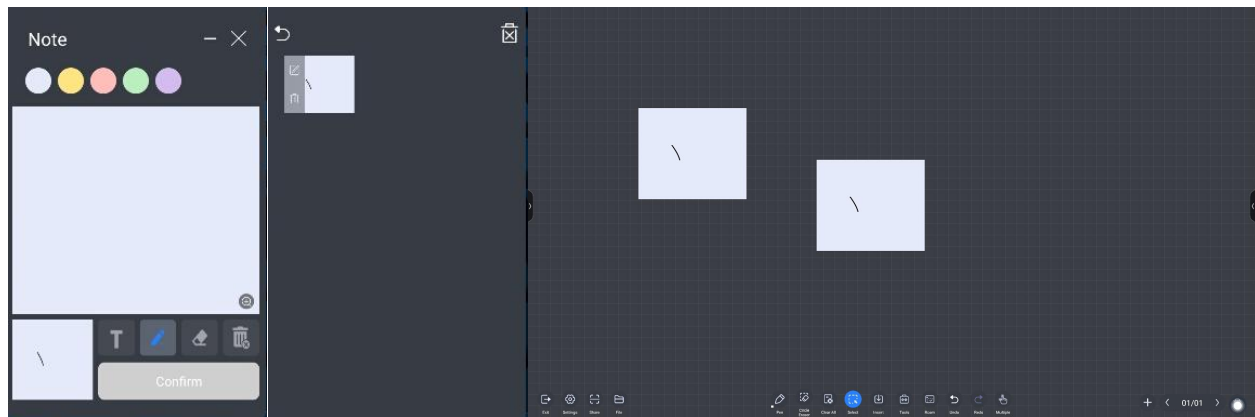 Note
T
Confirm
Exit Settings Share File
Pen Circle Eraser Clear All Select Insert Tools Room Undo Redo Multiple
01/01